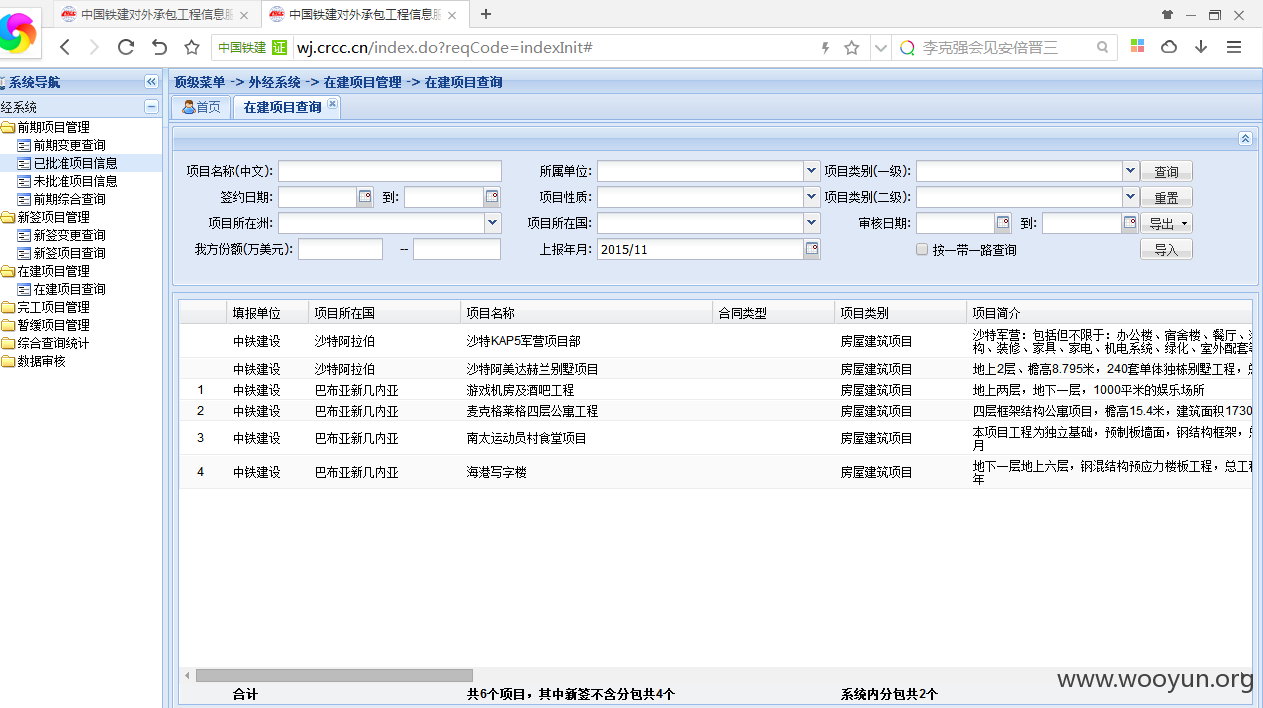 中国铁建对外承包工程信息服
中国铁建对外承包工程信息服
中国铁建 证 wj.crcc.cn/index.do?reqCode=indexInit#
李克强会见安倍晋三
系统导航
经系统
前期项目管理
前期变更查询
已批准项目信息
未批准项目信息
前期综合查询
新签项目管理
新签变更查询
新签项目查询
在建项目管理
在建项目查询
完工项目管理
暂缓项目管理
综合查询统计
数据审核
顶级菜单 -> 外经系统 -> 在建项目管理 -> 在建项目查询
首页 在建项目查询
项目名称(中文): 所属单位: 项目类别(一级): 查询
签约日期: 到: 项目性质: 项目类别(二级): 重置
项目所在洲: 项目所在国: 审核日期: 到: 导出
我方份额(万美元): -- 上报年月: 2015/11 按一带一路查询 导入
填报单位 项目所在国 项目名称 合同类型 项目类别 项目简介
中铁建设 沙特阿拉伯 沙特KAP5军营项目部 房屋建筑项目 沙特军营：包括但不限于：办公楼、宿舍楼、餐厅、
构、装修、家具、家电、机电系统、绿化、室外配套
中铁建设 沙特阿拉伯 沙特阿美达赫兰别墅项目 房屋建筑项目 地上2层、檐高8.795米，240套单体独栋别墅工程，
1 中铁建设 巴布亚新几内亚 游戏机房及酒吧工程 房屋建筑项目 地上两层，地下一层，1000平米的娱乐场所
2 中铁建设 巴布亚新几内亚 麦克格莱格四层公寓工程 房屋建筑项目 四层框架结构公寓项目，檐高15.4米，建筑面积1730
3 中铁建设 巴布亚新几内亚 南太运动员村食堂项目 房屋建筑项目 本项目工程为独立基础，预制板墙面，钢结构框架，
月
4 中铁建设 巴布亚新几内亚 海港写字楼 房屋建筑项目 地下一层地上六层，钢混结构预应力楼板工程，总工
年
合计 共6个项目，其中新签不含分包共4个 系统内分包共2个
www.wooyun.org